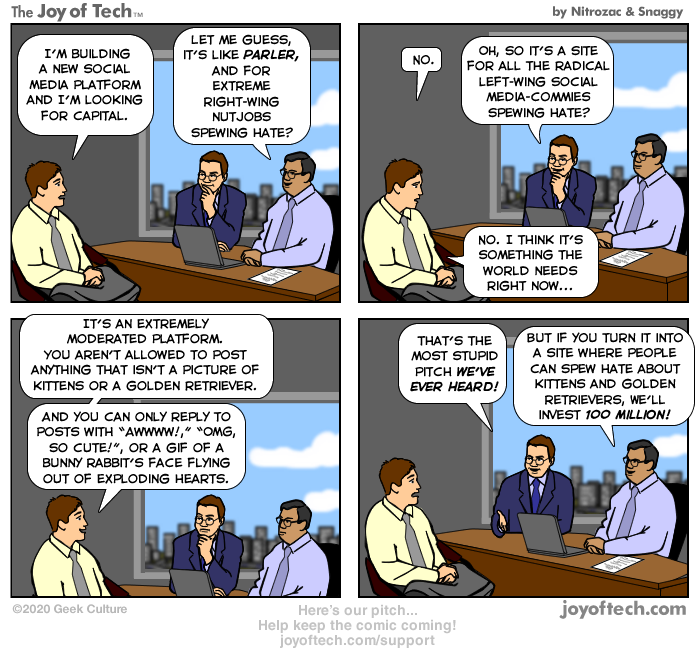 The Joy of Tech™
by Nitrozac & Snaggy
I'M BUILDING
A NEW SOCIAL
MEDIA PLATFORM
AND I'M LOOKING
FOR CAPITAL.
LET ME GUESS,
IT'S LIKE PARLER,
AND FOR
EXTREME
RIGHT-WING
NUTJOBS
SPEWING HATE?
NO.
OH, SO IT'S A SITE
FOR ALL THE RADICAL
LEFT-WING SOCIAL
MEDIA-COMMIES
SPEWING HATE?
NO. I THINK IT'S
SOMETHING THE
WORLD NEEDS
RIGHT NOW...
IT'S AN EXTREMELY
MODERATED PLATFORM.
YOU AREN'T ALLOWED TO POST
ANYTHING THAT ISN'T A PICTURE OF
KITTENS OR A GOLDEN RETRIEVER.
AND YOU CAN ONLY REPLY TO
POSTS WITH "AWWWW!," "OMG,
SO CUTE!", OR A GIF OF A
BUNNY RABBIT'S FACE FLYING
OUT OF EXPLODING HEARTS.
THAT'S THE
MOST STUPID
PITCH WE'VE
EVER HEARD!
BUT IF YOU TURN IT INTO
A SITE WHERE PEOPLE
CAN SPEW HATE ABOUT
KITTENS AND GOLDEN
RETRIEVERS, WE'LL
INVEST 100 MILLION!
©2020 Geek Culture
Here's our pitch...
Help keep the comic coming!
joyoftech.com/support
joyoftech.com